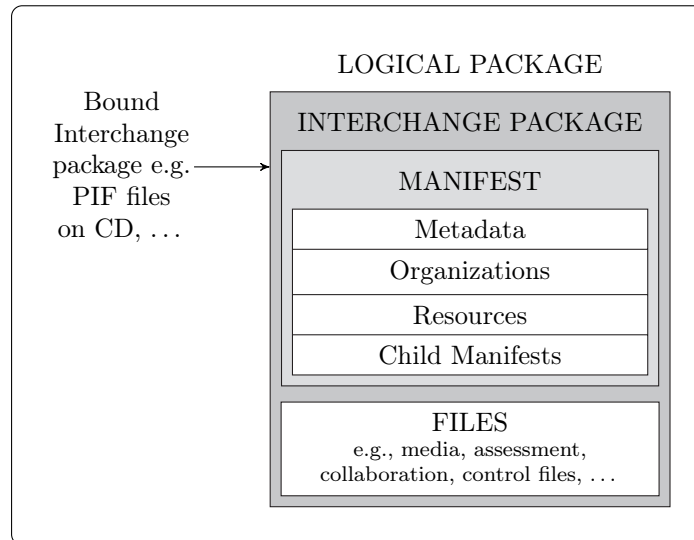 LOGICAL PACKAGE
Bound
Interchange
package e.g.
PIF files
on CD, . . .
INTERCHANGE PACKAGE
MANIFEST
Metadata
Organizations
Resources
Child Manifests
FILES
e.g., media, assessment,
collaboration, control files, . . .